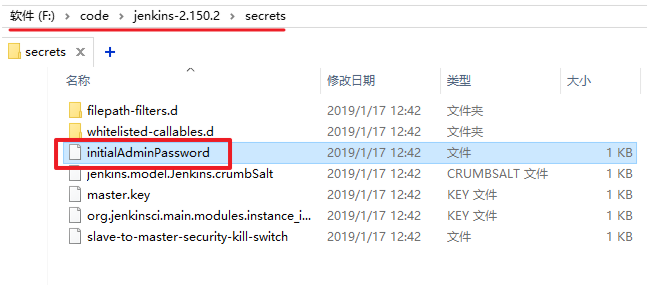 软件 (F:) › code › jenkins-2.150.2 › secrets
secrets
名称 修改日期 类型 大小
filepath-filters.d 2019/1/17 12:42 文件夹
whitelisted-callables.d 2019/1/17 12:42 文件夹
initialAdminPassword 2019/1/17 12:42 文件 1 KB
jenkins.model.Jenkins.crumbSalt 2019/1/17 12:42 CRUMBSALT 文件 1 KB
master.key 2019/1/17 12:42 KEY 文件 1 KB
org.jenkinsci.main.modules.instance_i... 2019/1/17 12:42 KEY 文件 1 KB
slave-to-master-security-kill-switch 2019/1/17 12:42 文件 1 KB